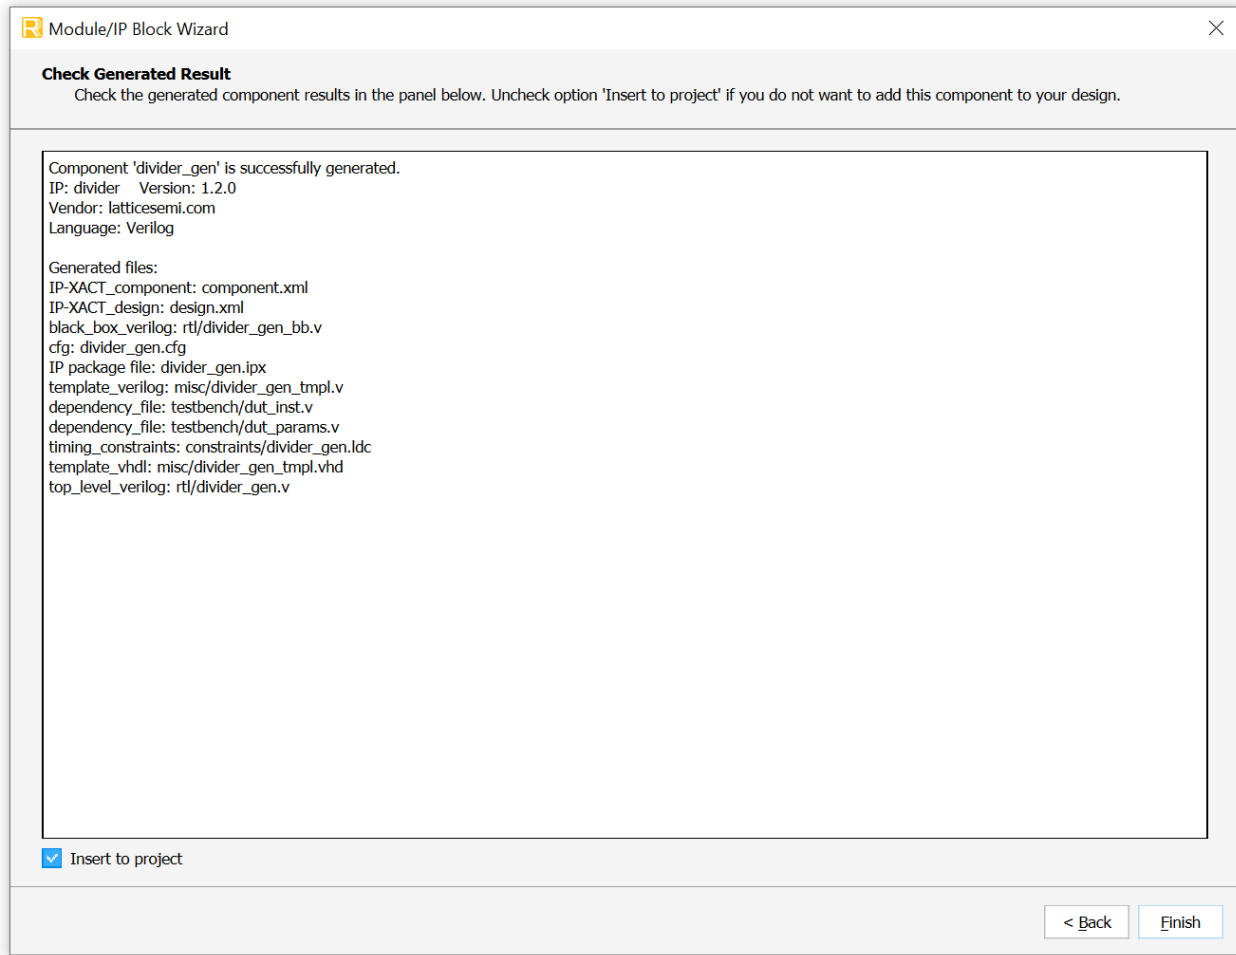 Module/IP Block Wizard
Check Generated Result
Check the generated component results in the panel below. Uncheck option 'Insert to project' if you do not want to add this component to your design.
Component 'divider_gen' is successfully generated.
IP: divider    Version: 1.2.0
Vendor: latticesemi.com
Language: Verilog
Generated files:
IP-XACT_component: component.xml
IP-XACT_design: design.xml
black_box_verilog: rtl/divider_gen_bb.v
cfg: divider_gen.cfg
IP package file: divider_gen.ipx
template_verilog: misc/divider_gen_tmpl.v
dependency_file: testbench/dut_inst.v
dependency_file: testbench/dut_params.v
timing_constraints: constraints/divider_gen.ldc
template_vhdl: misc/divider_gen_tmpl.vhd
top_level_verilog: rtl/divider_gen.v
Insert to project
< Back
Finish